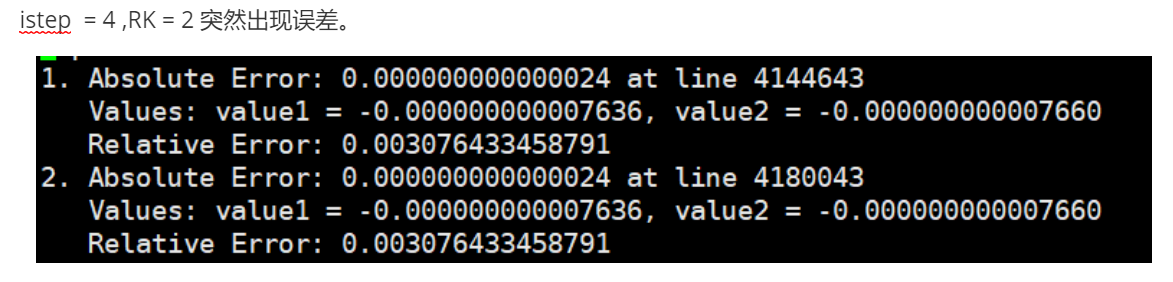 istep = 4 ,RK = 2 突然出现误差。
1. Absolute Error: 0.000000000000024 at line 4144643
Values: value1 = -0.000000000007636, value2 = -0.000000000007660
Relative Error: 0.003076433458791
2. Absolute Error: 0.000000000000024 at line 4180043
Values: value1 = -0.000000000007636, value2 = -0.000000000007660
Relative Error: 0.003076433458791